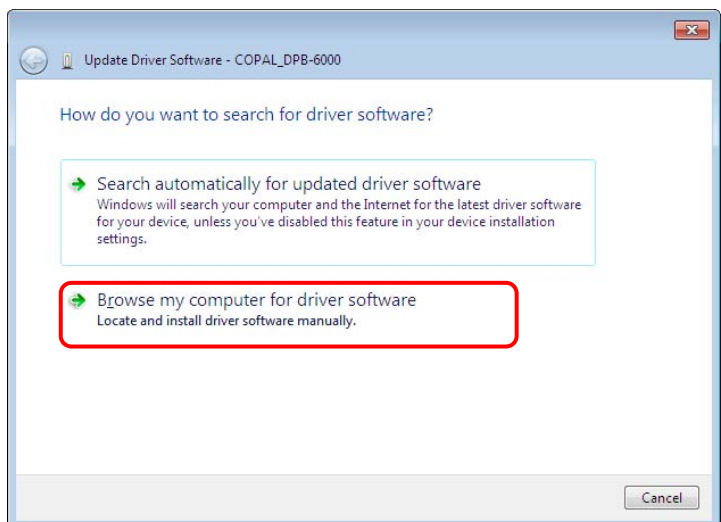 Update Driver Software - COPAL_DPB-6000
How do you want to search for driver software?
Search automatically for updated driver software
Windows will search your computer and the Internet for the latest driver software
for your device, unless you've disabled this feature in your device installation
settings.
Browse my computer for driver software
Locate and install driver software manually.
Cancel